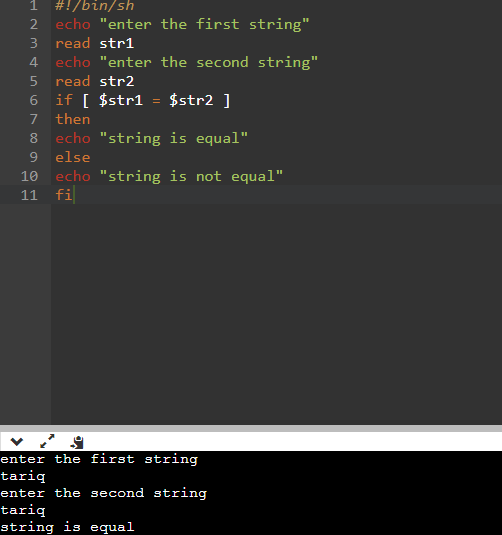 1 #!/bin/sh
2 echo "enter the first string"
3 read str1
4 echo "enter the second string"
5 read str2
6 if [ $str1 = $str2 ]
7 then
8 echo "string is equal"
9 else
10 echo "string is not equal"
11 fi
enter the first string
tariq
enter the second string
tariq
string is equal